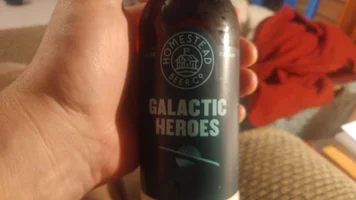 HOMESTEAD
BEER CO.
GALACTIC
HEROES